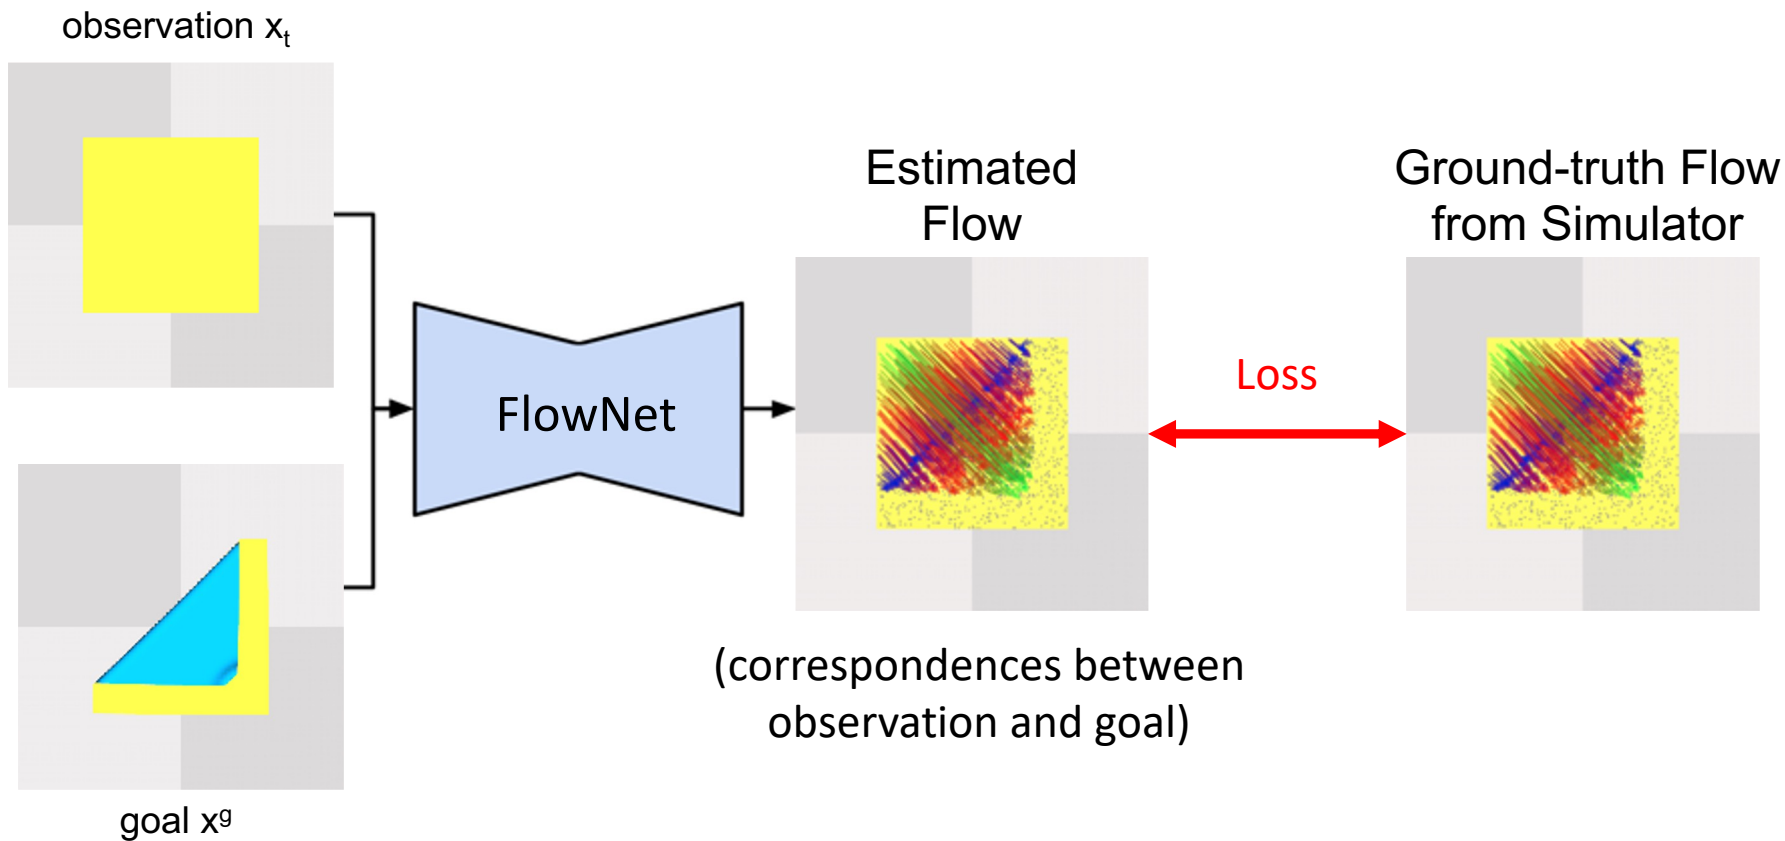 observation xₜ
Estimated
Flow
Ground-truth Flow
from Simulator
Loss
FlowNet
(correspondences between
observation and goal)
goal xᵍ